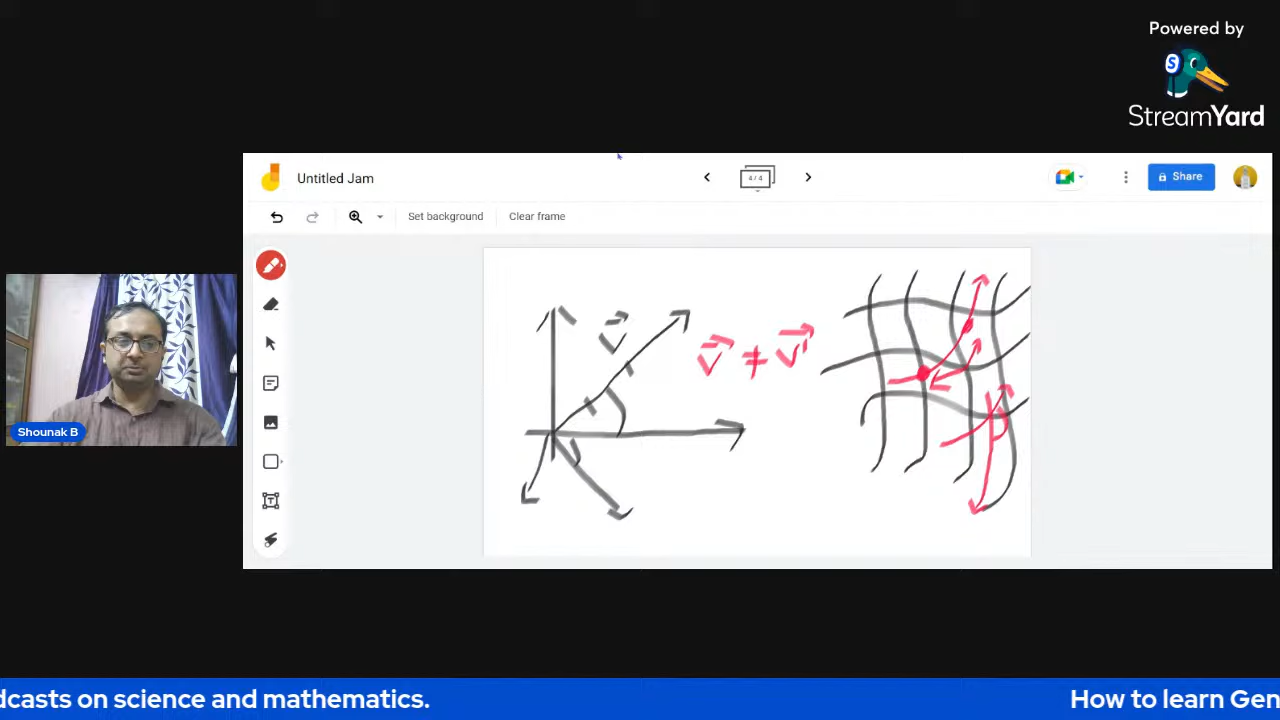 Powered by
S
StreamYard
Untitled Jam
4 / 4
Share
Set background
Clear frame
V⃗
V⃗ ≠ V⃗'
T
Shounak B
dcasts on science and mathematics.
How to learn Gen